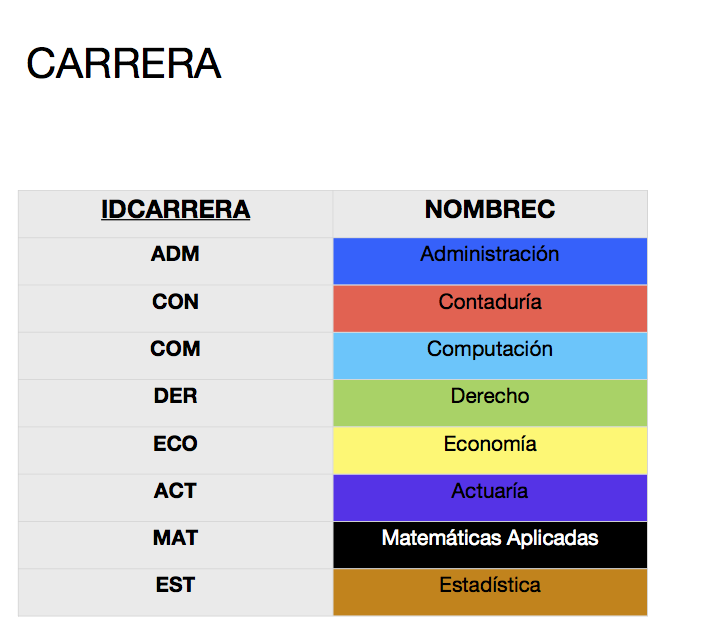 CARRERA
IDCARRERA NOMBREC
ADM Administración
CON Contaduría
COM Computación
DER Derecho
ECO Economía
ACT Actuaría
MAT Matemáticas Aplicadas
EST Estadística